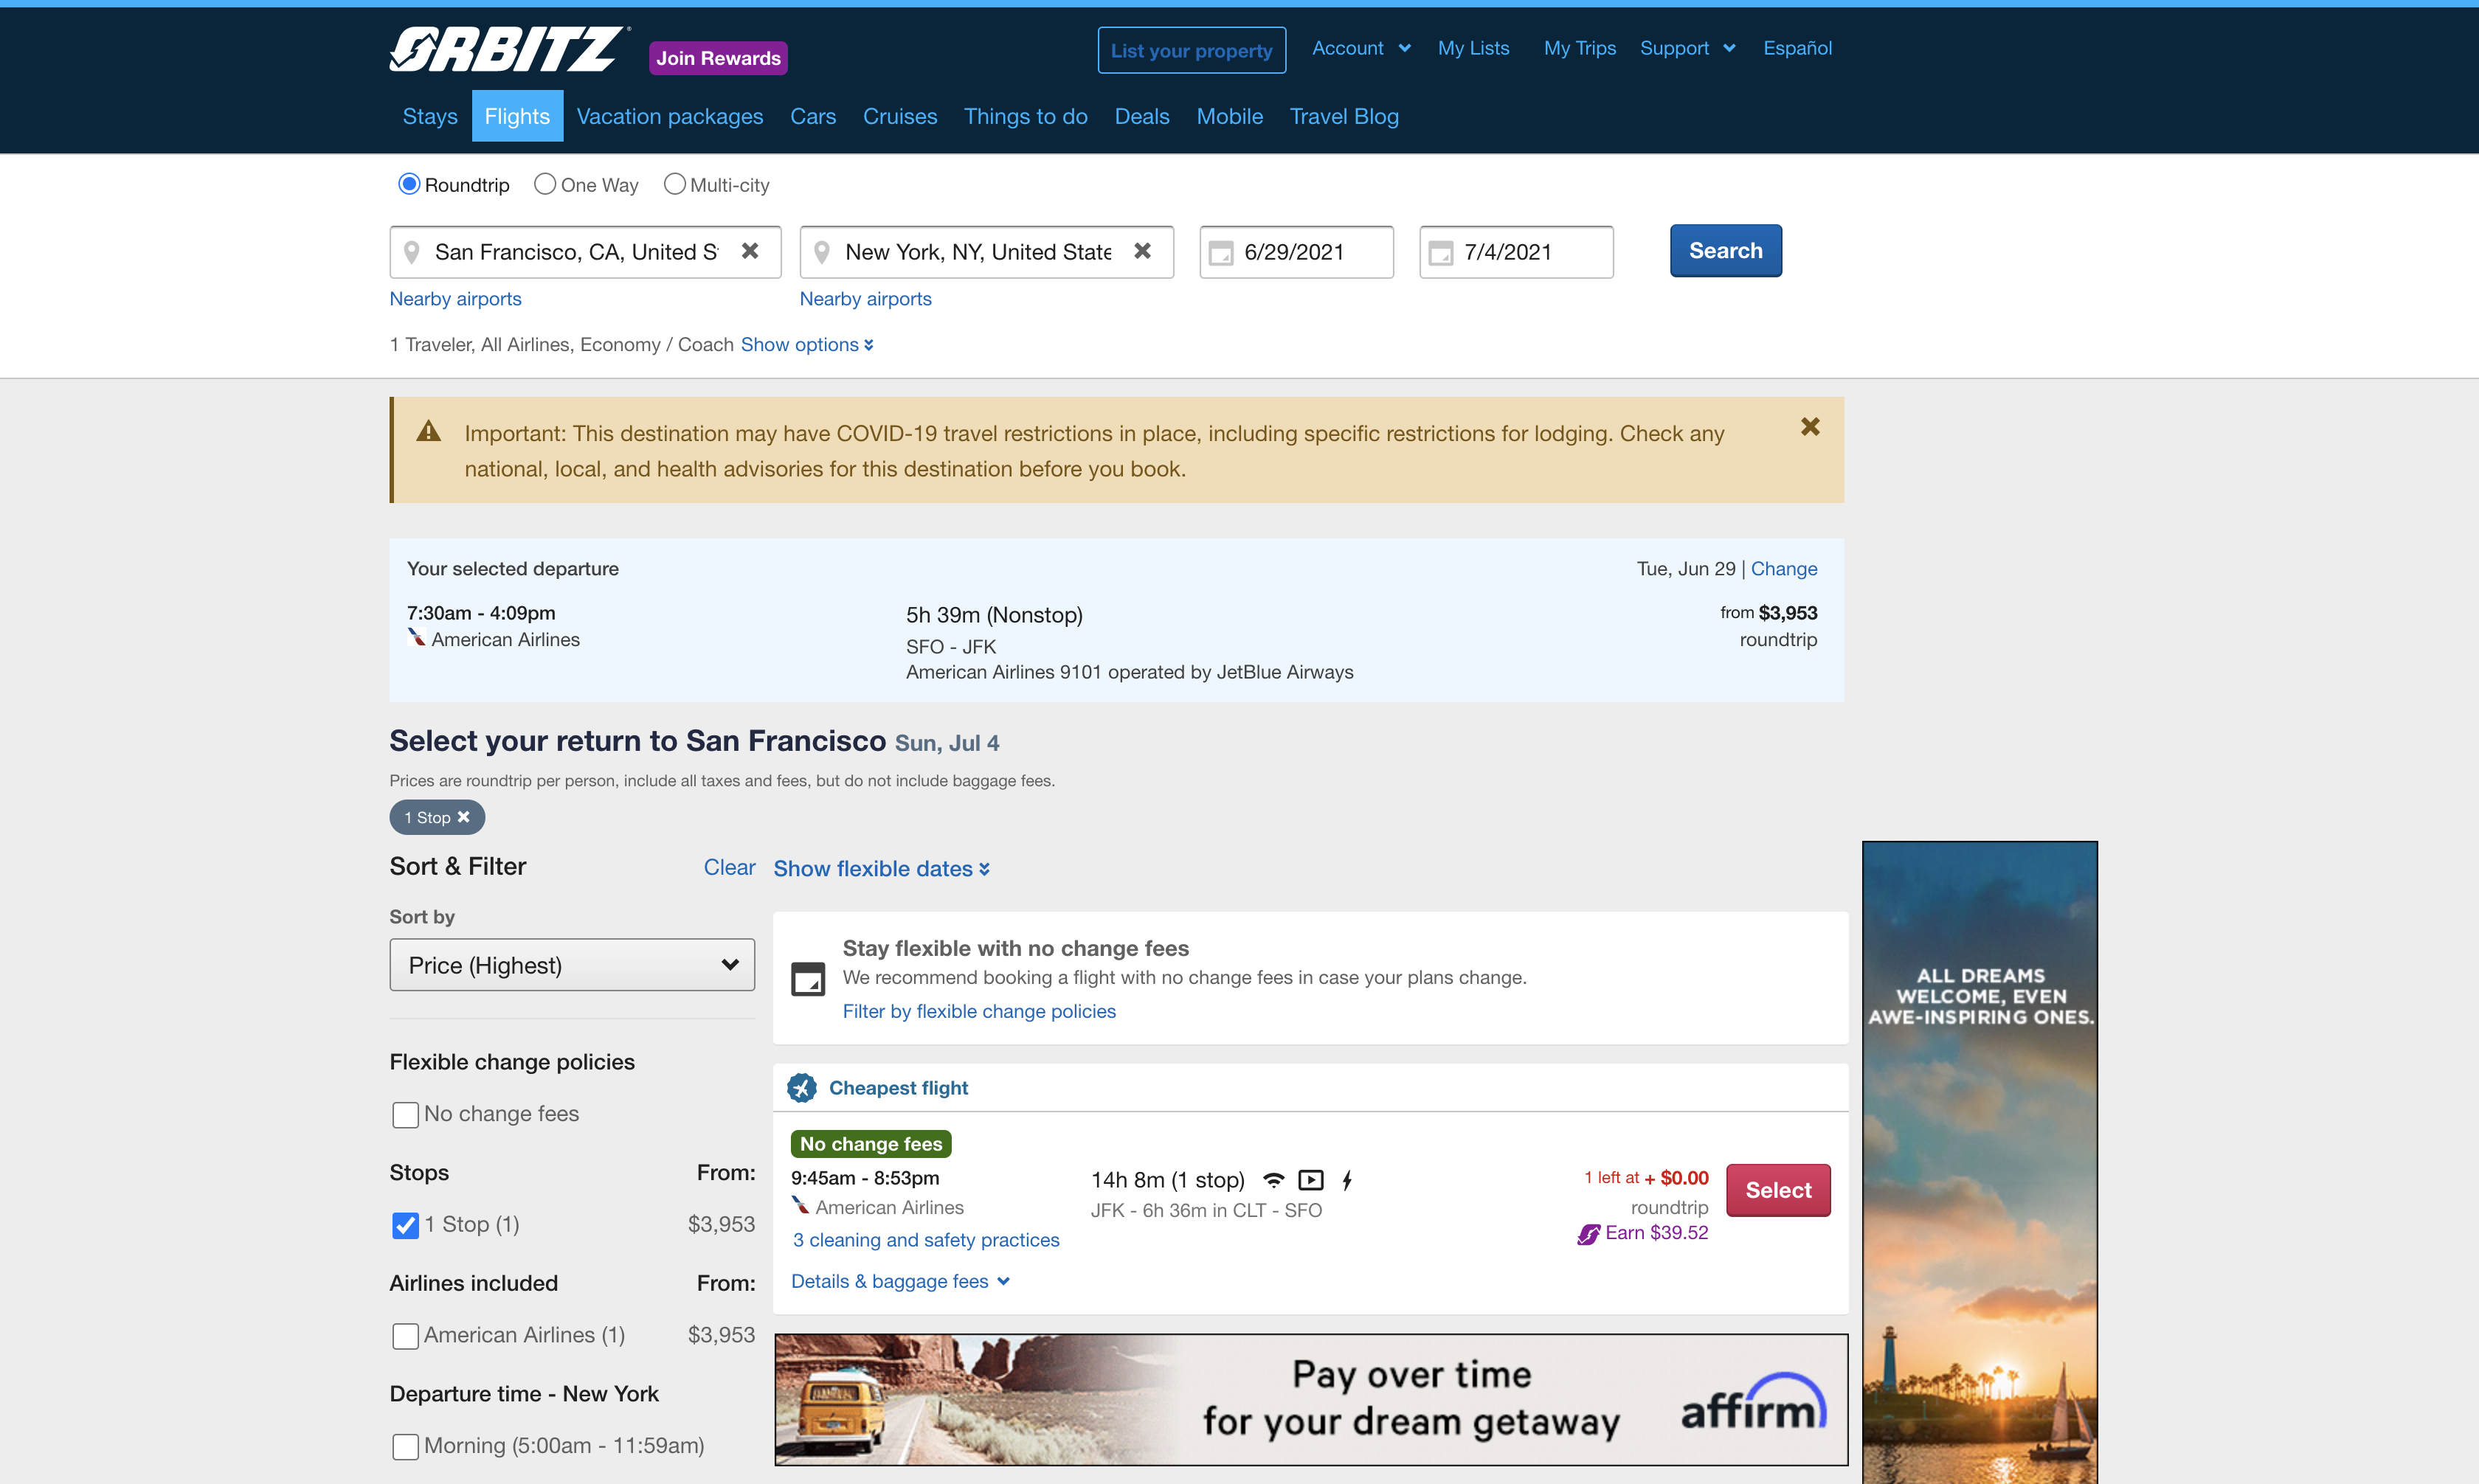 ORBITZ
Join Rewards
List your property
Account
My Lists
My Trips
Support
Español
Stays
Flights
Vacation packages
Cars
Cruises
Things to do
Deals
Mobile
Travel Blog
Roundtrip
One Way
Multi-city
San Francisco, CA, United S
New York, NY, United State
6/29/2021
7/4/2021
Search
Nearby airports
Nearby airports
1 Traveler, All Airlines, Economy / Coach Show options
Important: This destination may have COVID-19 travel restrictions in place, including specific restrictions for lodging. Check any
national, local, and health advisories for this destination before you book.
Your selected departure
Tue, Jun 29 | Change
7:30am - 4:09pm
American Airlines
5h 39m (Nonstop)
SFO - JFK
American Airlines 9101 operated by JetBlue Airways
from $3,953
roundtrip
Select your return to San Francisco Sun, Jul 4
Prices are roundtrip per person, include all taxes and fees, but do not include baggage fees.
1 Stop
Sort & Filter
Clear
Sort by
Price (Highest)
Flexible change policies
No change fees
Stops From:
1 Stop (1) $3,953
Airlines included From:
American Airlines (1) $3,953
Departure time - New York
Morning (5:00am - 11:59am)
Show flexible dates
Stay flexible with no change fees
We recommend booking a flight with no change fees in case your plans change.
Filter by flexible change policies
Cheapest flight
No change fees
9:45am - 8:53pm
American Airlines
3 cleaning and safety practices
Details & baggage fees
14h 8m (1 stop)
JFK - 6h 36m in CLT - SFO
1 left at + $0.00
roundtrip
Earn $39.52
Select
Pay over time
for your dream getaway
affirm
ALL DREAMS
WELCOME, EVEN
AWE-INSPIRING ONES.